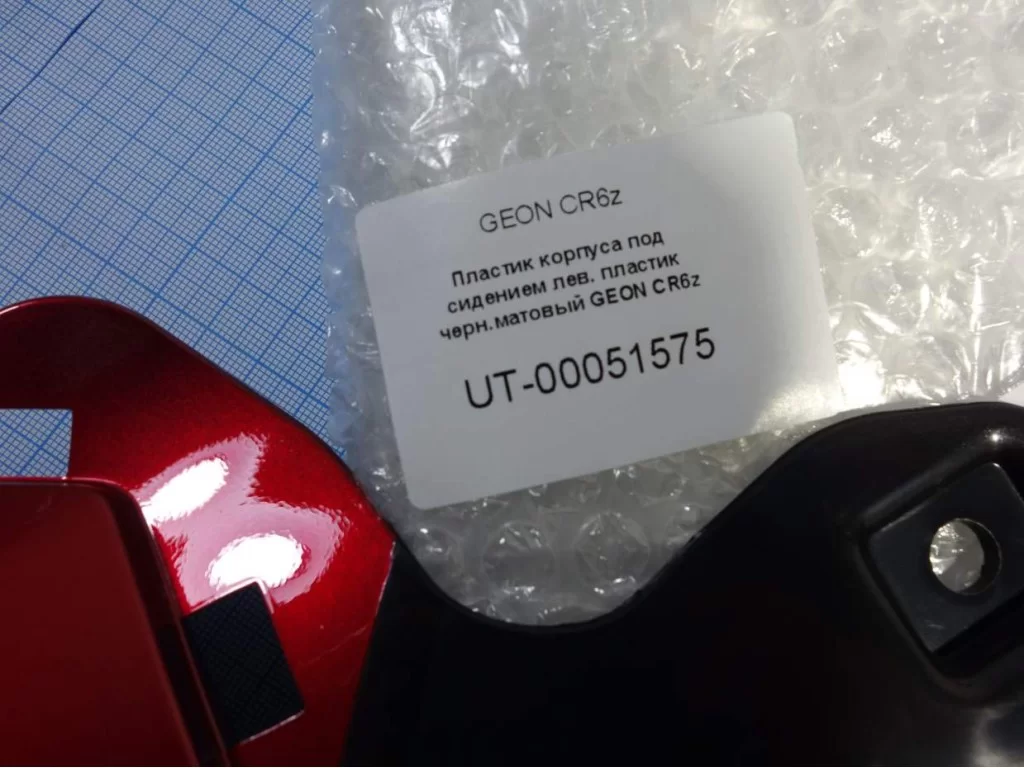 GEON CR6z
Пластик корпуса под
сидением лев. пластик
черн.матовый GEON CR6z
UT-00051575